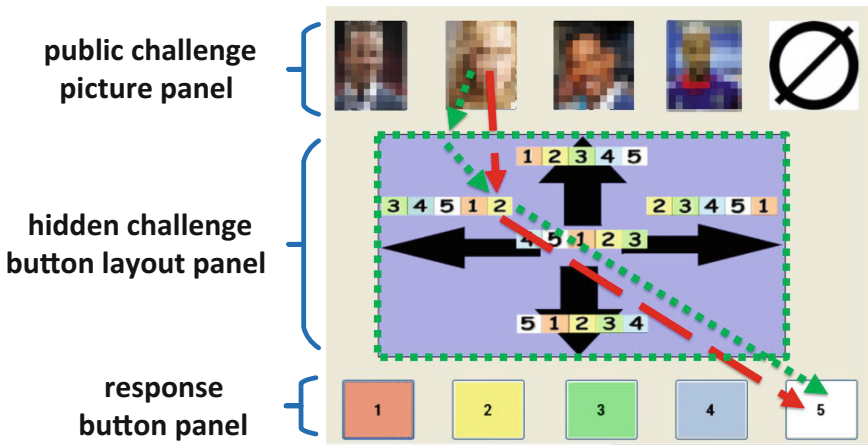 public challenge
picture panel
hidden challenge
button layout panel
response
button panel
1 2 3 4 5
3 4 5 1 2
2 3 4 5 1
4 5 1 2 3
5 1 2 3 4
1 2 3 4 5